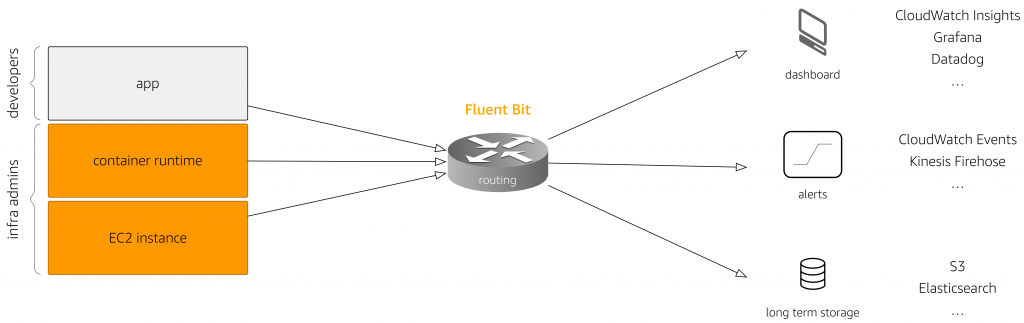 developers
app
infra admins
container runtime
EC2 instance
Fluent Bit
routing
dashboard
CloudWatch Insights
Grafana
Datadog
...
alerts
CloudWatch Events
Kinesis Firehose
...
long term storage
S3
Elasticsearch
...